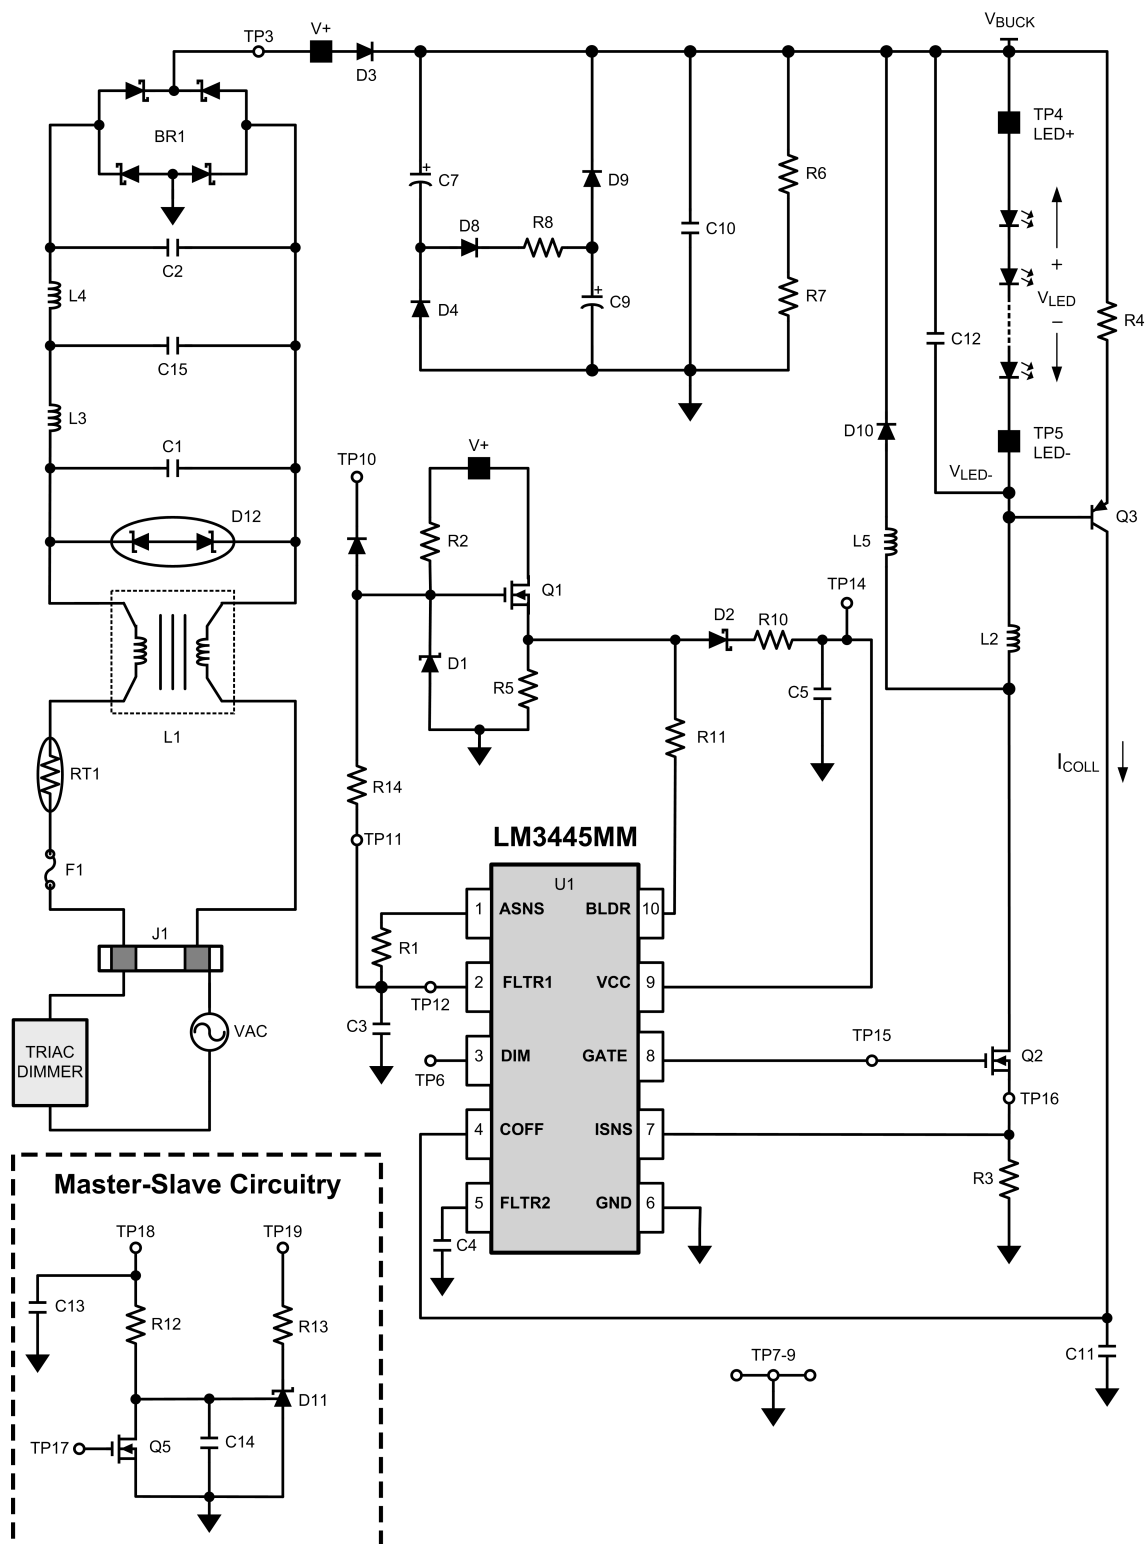 TP3
V+
D3
VBUCK
BR1
C7
D9
R6
TP4
LED+
C10
D8
R8
C2
L4
D4
C9
R7
+
VLED
−
C12
R4
C15
L3
C1
D10
TP5
LED-
VLED-
TP10
V+
D12
R2
Q3
L5
Q1
TP14
D2
R10
L2
D1
R5
C5
L1
R11
RT1
R14
ICOLL
TP11
LM3445MM
F1
U1
1 ASNS BLDR 10
J1
R1
2 FLTR1 VCC 9
TP12
C3
VAC
TP15
3 DIM GATE 8
Q2
TRIAC
DIMMER
TP6
TP16
4 COFF ISNS 7
R3
Master-Slave Circuitry
5 FLTR2 GND 6
TP18
TP19
C4
C13
R12
R13
TP7-9
C11
D11
TP17
Q5
C14